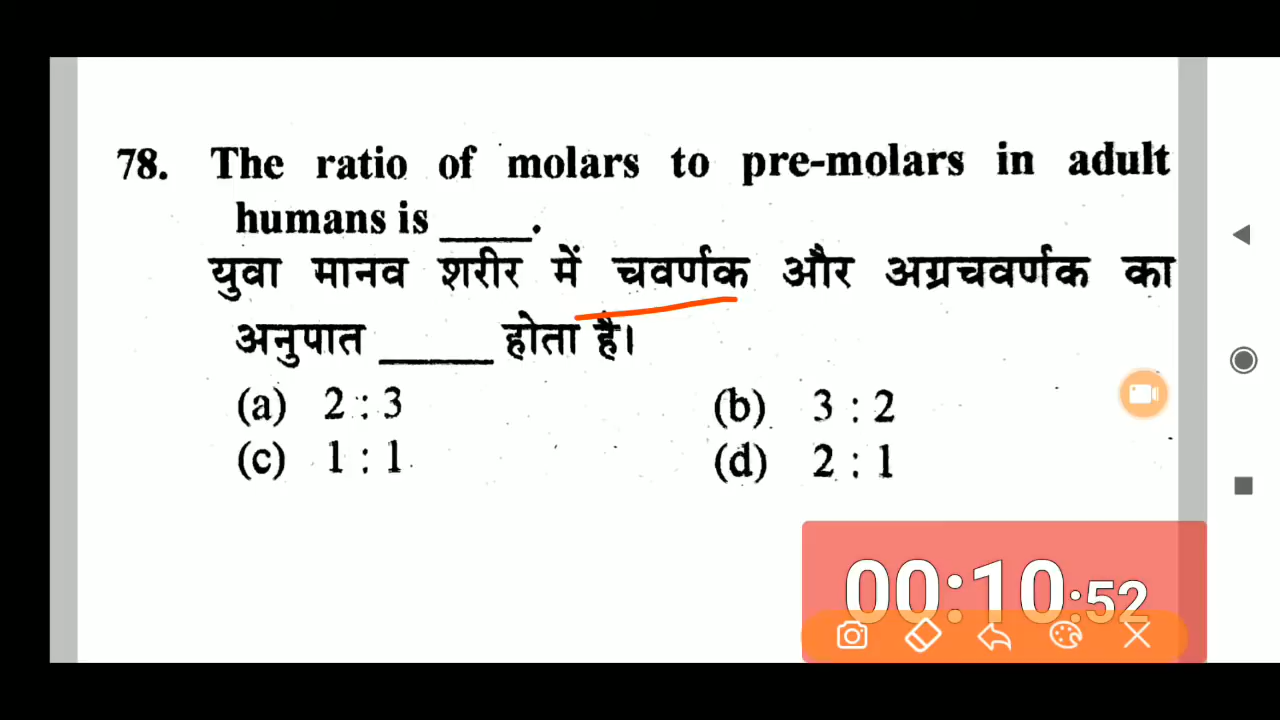 78. The ratio of molars to pre-molars in adult
humans is ____.
युवा मानव शरीर में चवर्णक और अग्रचवर्णक का
अनुपात _____ होता है।
(a) 2 : 3 (b) 3 : 2
(c) 1 : 1 (d) 2 : 1
00:10:52